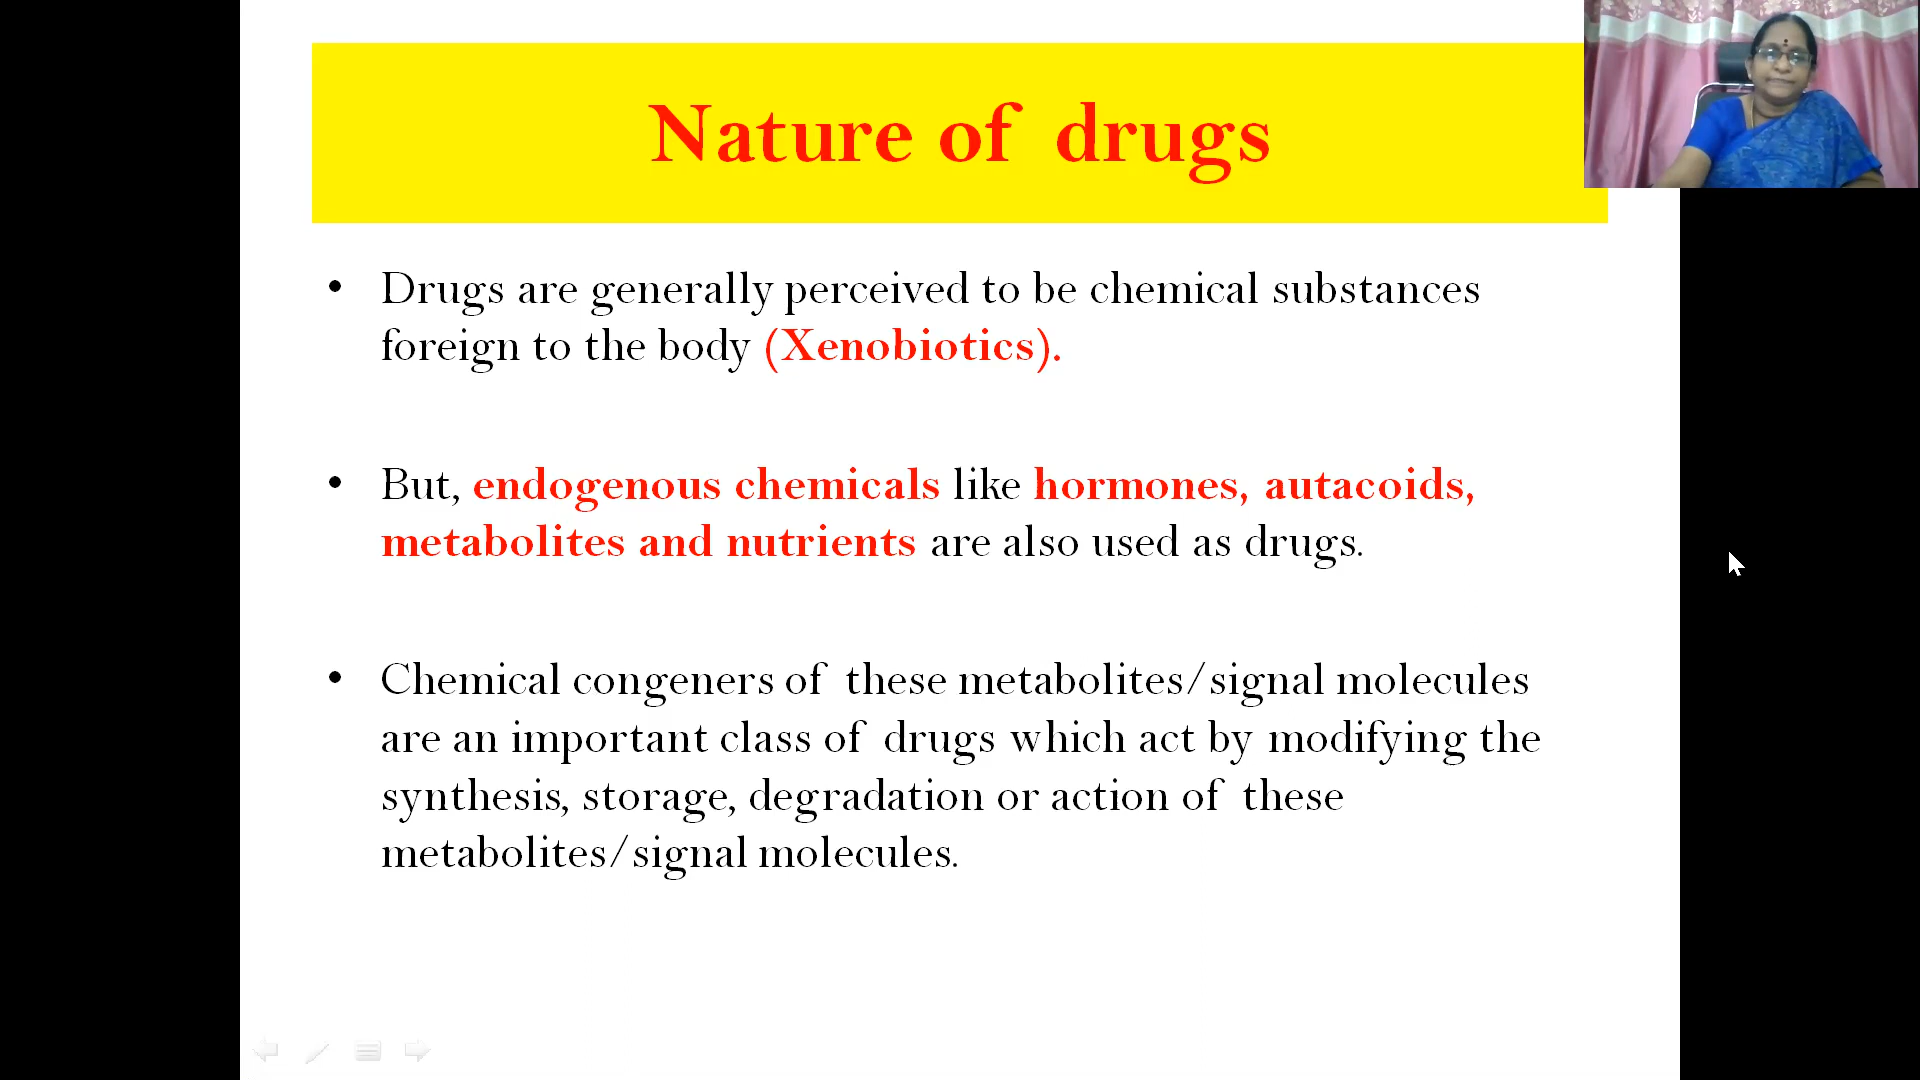 Nature of drugs
• Drugs are generally perceived to be chemical substances
foreign to the body (Xenobiotics).
• But, endogenous chemicals like hormones, autacoids,
metabolites and nutrients are also used as drugs.
• Chemical congeners of these metabolites/signal molecules
are an important class of drugs which act by modifying the
synthesis, storage, degradation or action of these
metabolites/signal molecules.